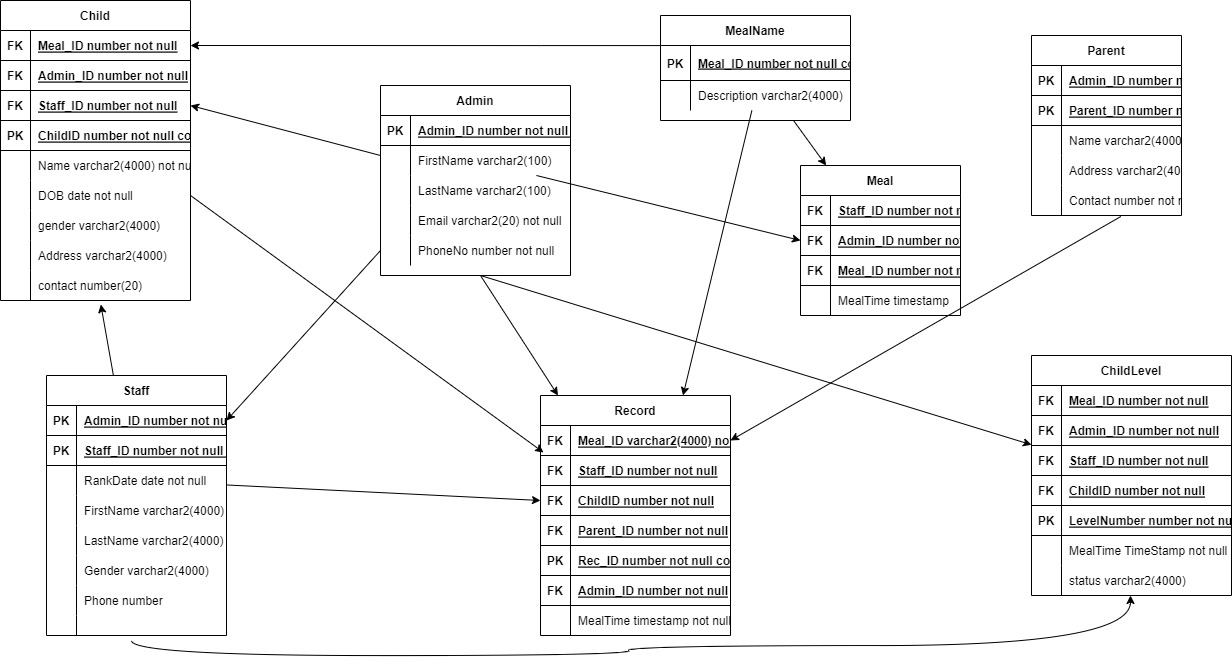 Child
FK Meal_ID number not null
FK Admin_ID number not null
FK Staff_ID number not null
PK ChildID number not null co
Name varchar2(4000) not nu
DOB date not null
gender varchar2(4000)
Address varchar2(4000)
contact number(20)
Admin
PK Admin_ID number not null
FirstName varchar2(100)
LastName varchar2(100)
Email varchar2(20) not null
PhoneNo number not null
MealName
PK Meal_ID number not null co
Description varchar2(4000)
Parent
PK Admin_ID number n
PK Parent_ID number n
Name varchar2(4000
Address varchar2(40
Contact number not r
Meal
FK Staff_ID number not r
FK Admin_ID number no
FK Meal_ID number not r
MealTime timestamp
Staff
PK Admin_ID number not nu
PK Staff_ID number not null
RankDate date not null
FirstName varchar2(4000)
LastName varchar2(4000)
Gender varchar2(4000)
Phone number
Record
FK Meal_ID varchar2(4000) no
FK Staff_ID number not null
FK ChildID number not null
FK Parent_ID number not null
PK Rec_ID number not null co
FK Admin_ID number not null
MealTime timestamp not null
ChildLevel
FK Meal_ID number not null
FK Admin_ID number not null
FK Staff_ID number not null
FK ChildID number not null
PK LevelNumber number not nu
MealTime TimeStamp not null
status varchar2(4000)